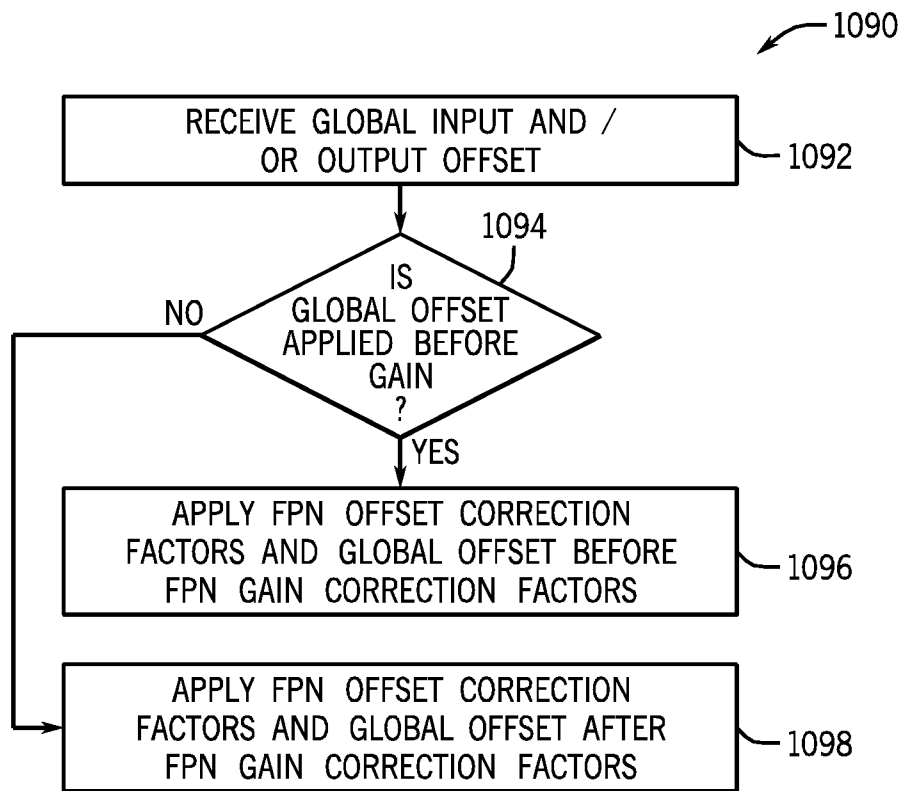 1090
RECEIVE GLOBAL INPUT AND /
OR OUTPUT OFFSET
1092
1094
IS
GLOBAL OFFSET
APPLIED BEFORE
GAIN
?
NO
YES
APPLY FPN OFFSET CORRECTION
FACTORS AND GLOBAL OFFSET BEFORE
FPN GAIN CORRECTION FACTORS
1096
APPLY FPN OFFSET CORRECTION
FACTORS AND GLOBAL OFFSET AFTER
FPN GAIN CORRECTION FACTORS
1098